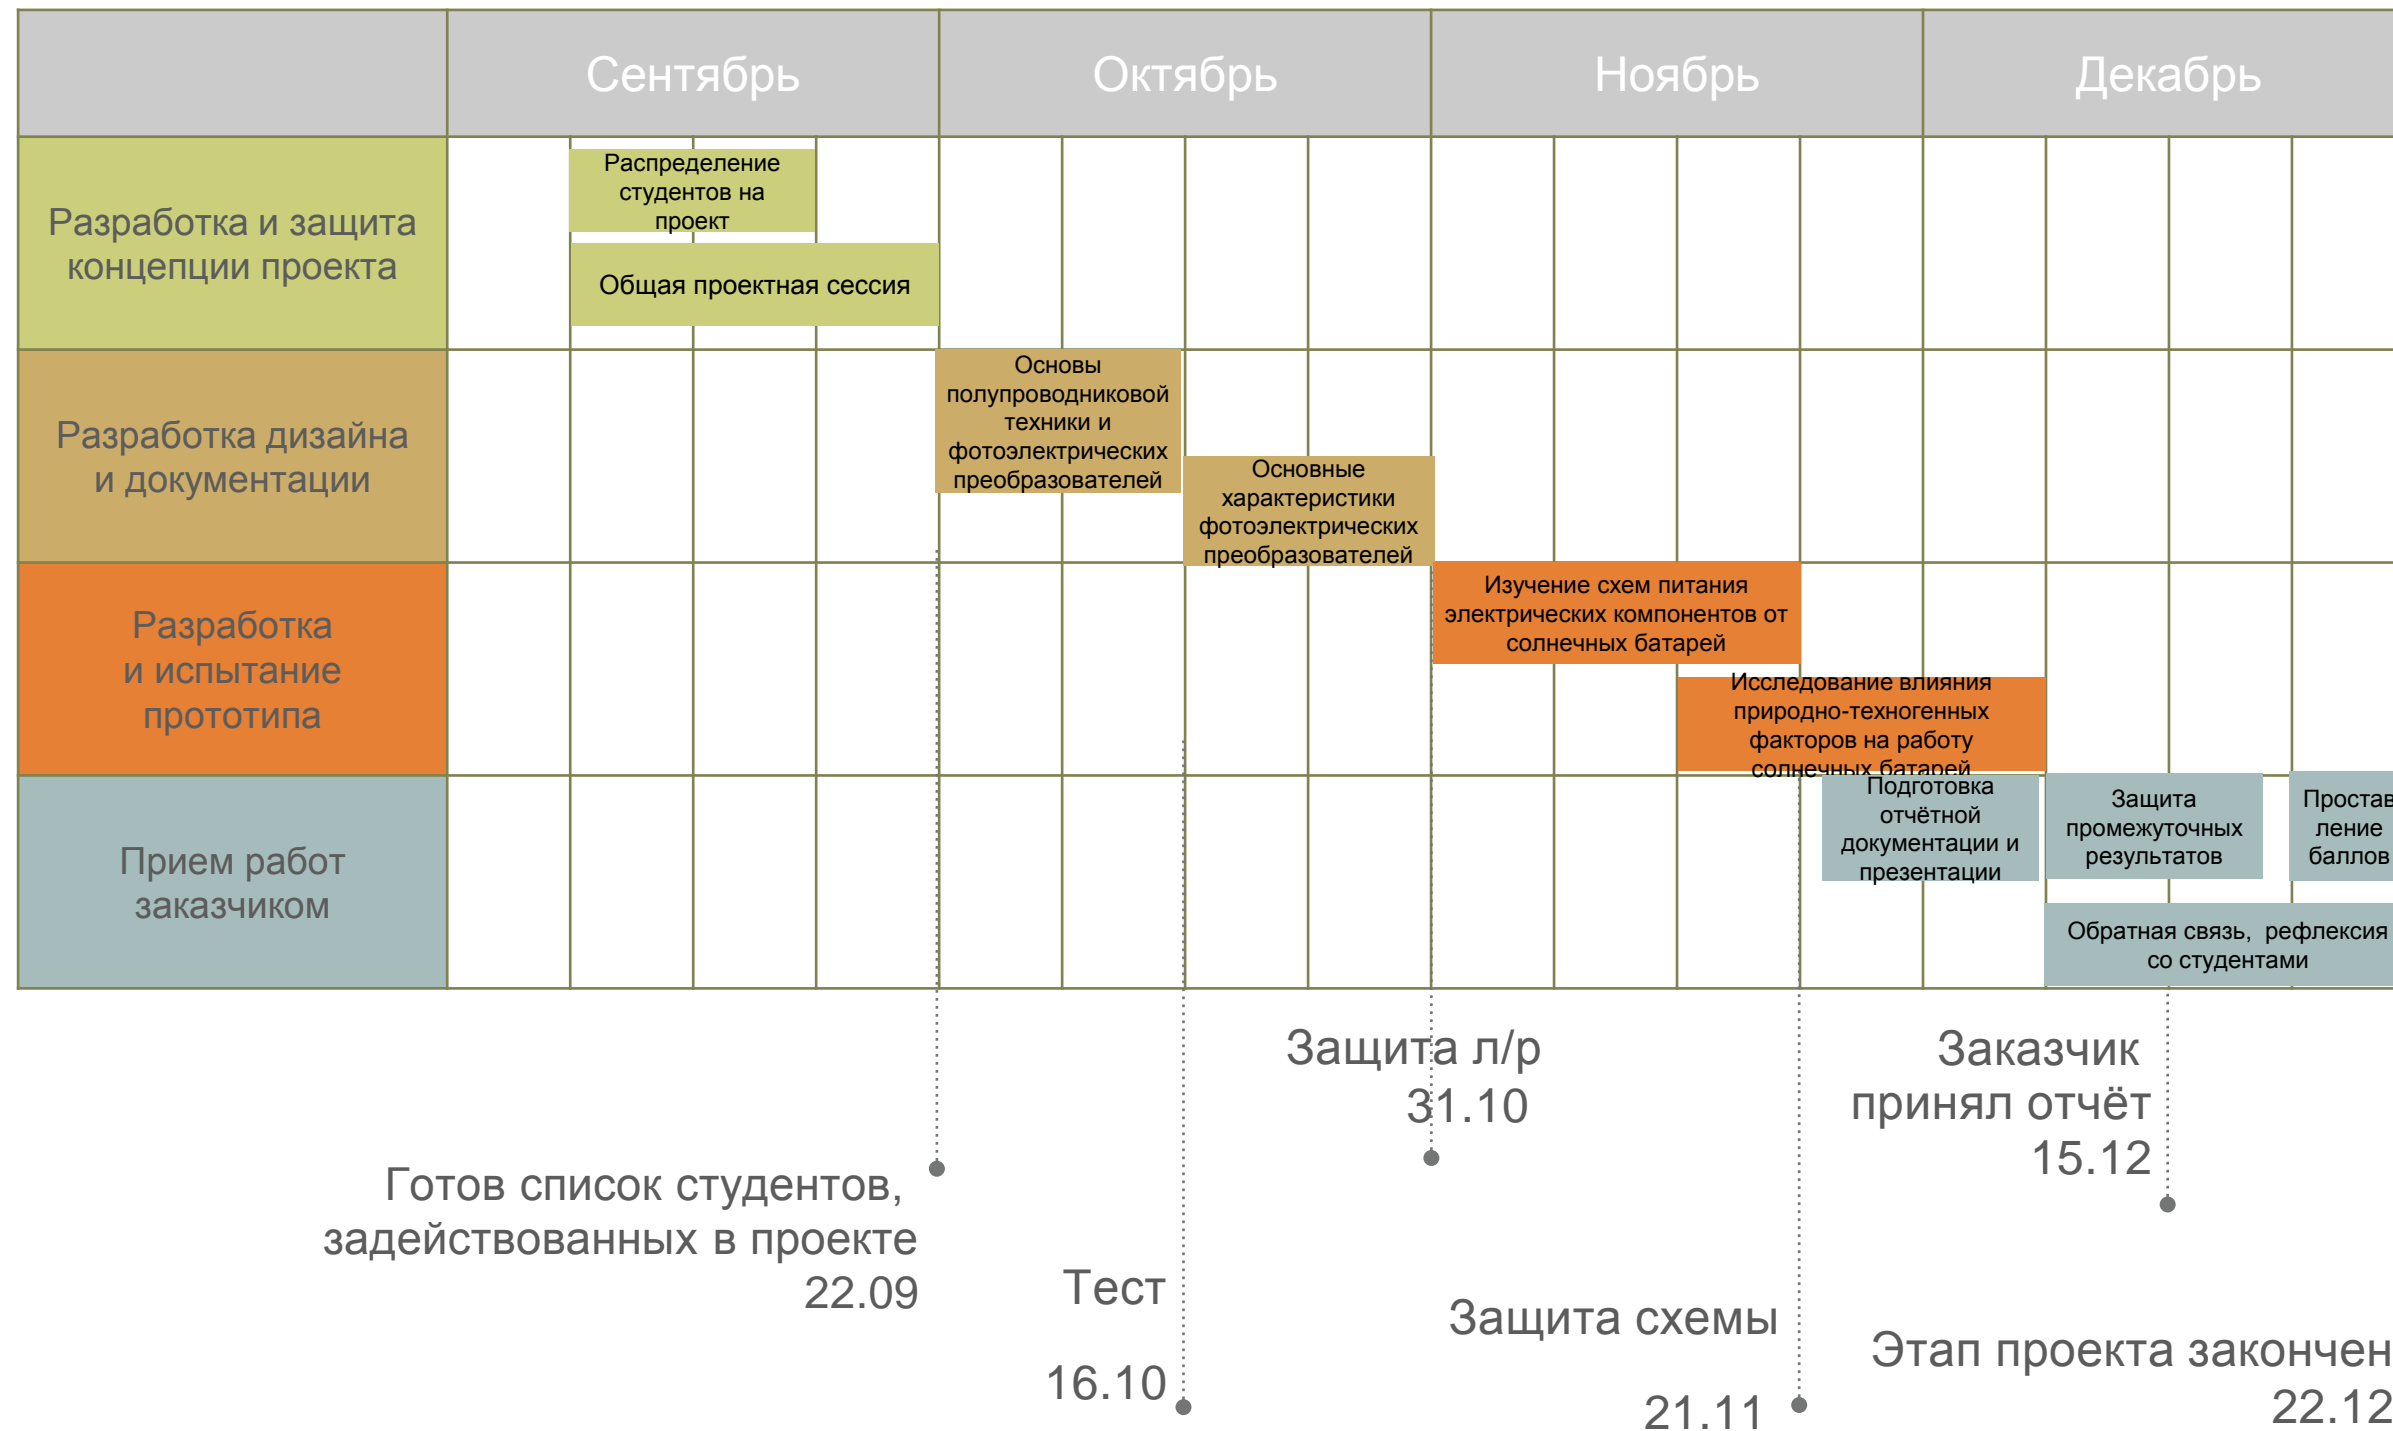 Сентябрь
Октябрь
Ноябрь
Декабрь
Разработка и защита
концепции проекта
Распределение
студентов на
проект
Общая проектная сессия
Разработка дизайна
и документации
Основы
полупроводниковой
техники и
фотоэлектрических
преобразователей
Основные
характеристики
фотоэлектрических
преобразователей
Разработка
и испытание
прототипа
Изучение схем питания
электрических компонентов от
солнечных батарей
Исследование влияния
природно-техногенных
факторов на работу
солнечных батарей
Прием работ
заказчиком
Подготовка
отчётной
документации и
презентации
Защита
промежуточных
результатов
Простав
ление
баллов
Обратная связь, рефлексия
со студентами
Готов список студентов,
задействованных в проекте
22.09
Тест
16.10
Защита л/р
31.10
Защита схемы
21.11
Заказчик
принял отчёт
15.12
Этап проекта закончен
22.12